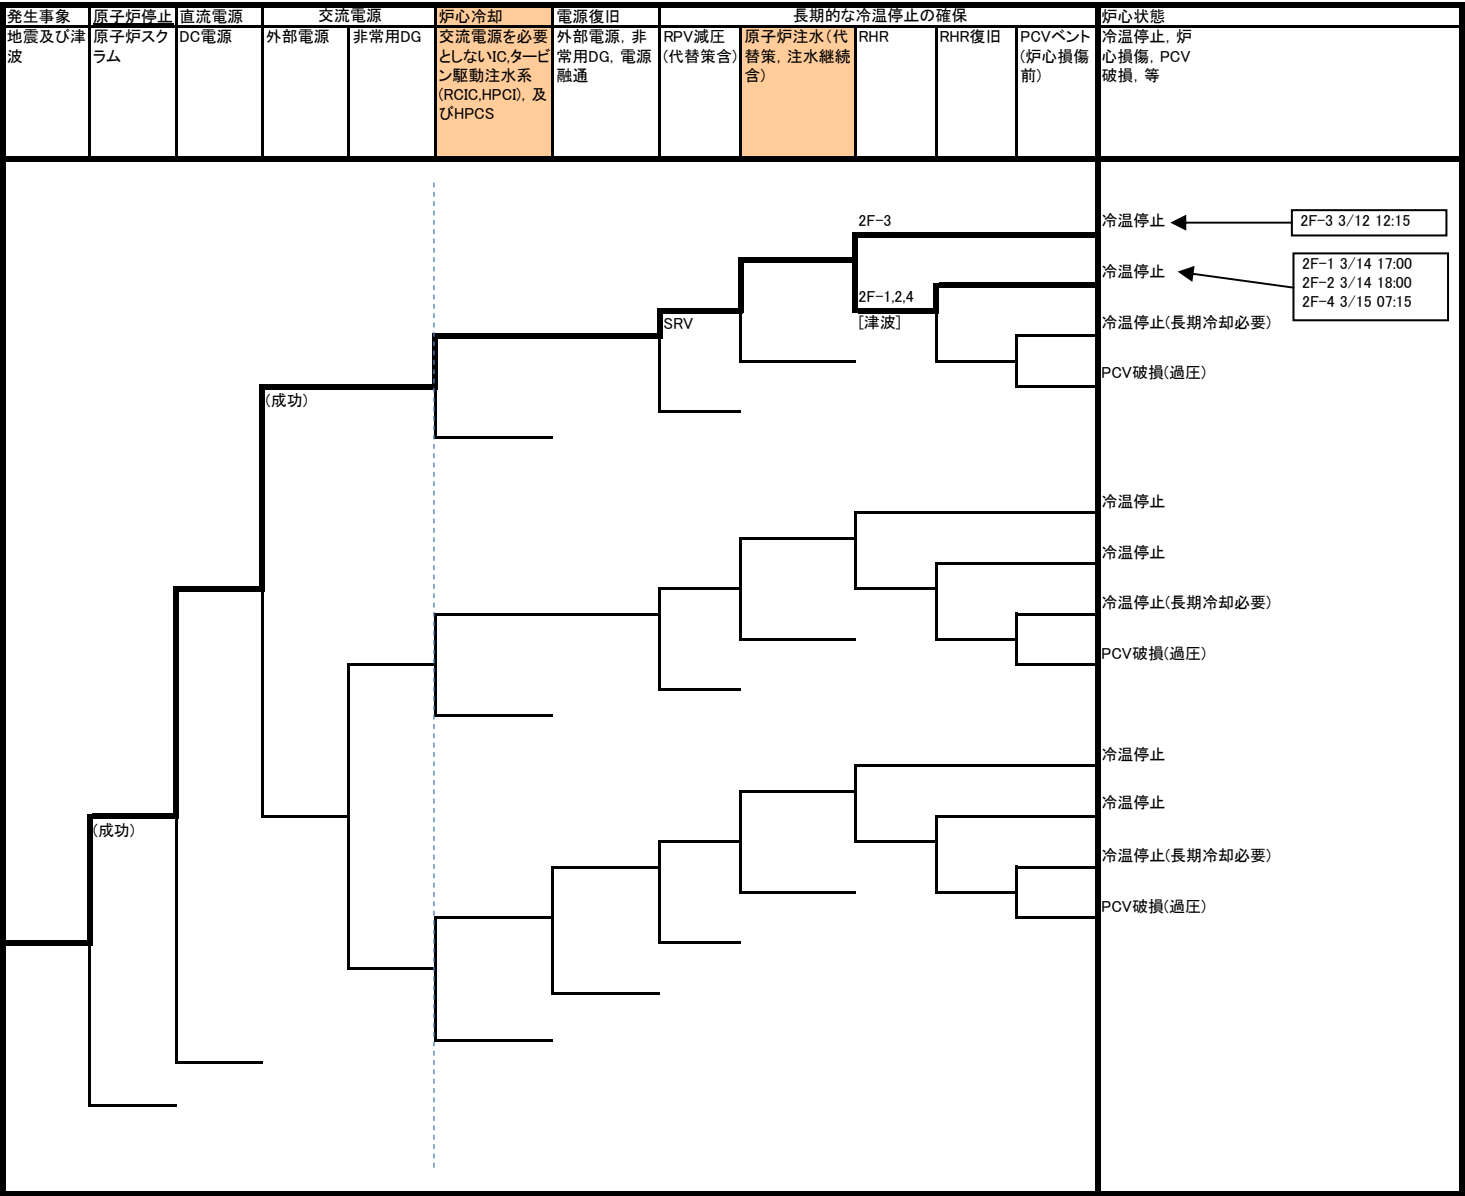 発生事象
原子炉停止
直流電源
交流電源
炉心冷却
電源復旧
長期的な冷温停止の確保
炉心状態
地震及び津
波
原子炉スク
ラム
DC電源
外部電源
非常用DG
交流電源を必要
としないIC,タービ
ン駆動注水系
(RCIC,HPCI), 及
びHPCS
外部電源, 非
常用DG, 電源
融通
RPV減圧
(代替策含)
原子炉注水(代
替策, 注水継続
含)
RHR
RHR復旧
PCVベント
(炉心損傷
前)
冷温停止, 炉
心損傷, PCV
破損, 等
2F-3
冷温停止
2F-3 3/12 12:15
冷温停止
2F-1 3/14 17:00
2F-2 3/14 18:00
2F-4 3/15 07:15
2F-1,2,4
[津波]
SRV
冷温停止(長期冷却必要)
PCV破損(過圧)
(成功)
冷温停止
冷温停止
冷温停止(長期冷却必要)
PCV破損(過圧)
冷温停止
冷温停止
(成功)
冷温停止(長期冷却必要)
PCV破損(過圧)